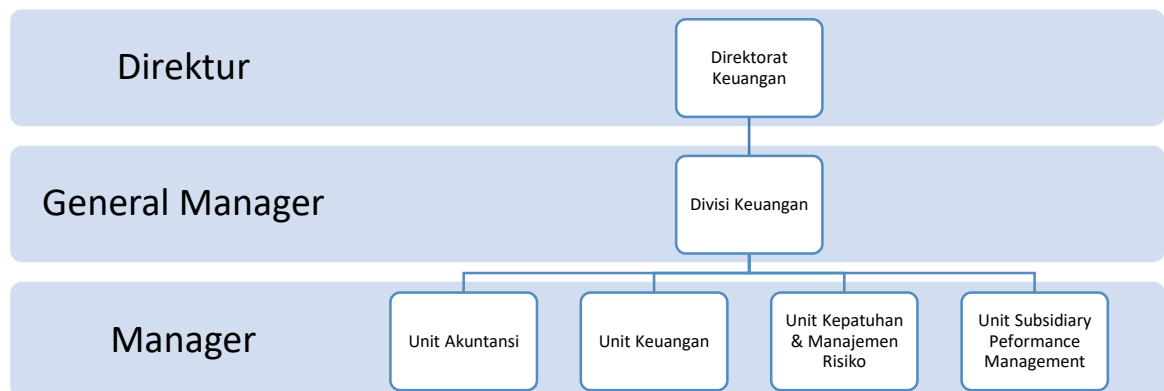 Direktur
Direktorat
Keuangan
General Manager
Divisi Keuangan
Manager
Unit Akuntansi
Unit Keuangan
Unit Kepatuhan
& Manajemen
Risiko
Unit Subsidiary
Peformance
Management